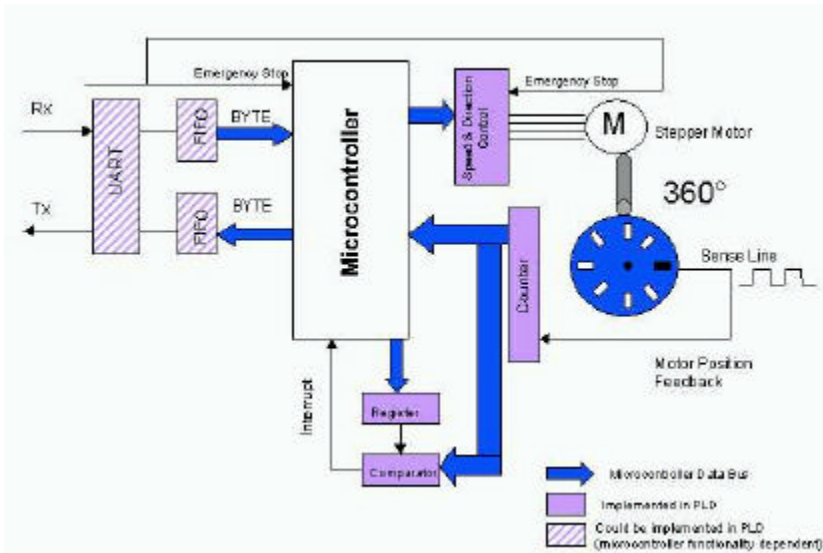 Emergency Stop
Emergency Stop
Rx
FIFO
BYTE
UART
Microcontroller
Speed & Direction
Control
M
Stepper Motor
360°
Tx
FIFO
BYTE
Counter
Sense Line
Motor Position
Feedback
Interrupt
Register
Comparator
Microcontroller Data Bus
Implemented in PLD
Could be implemented in PLD
(microcontroller functionality dependent)